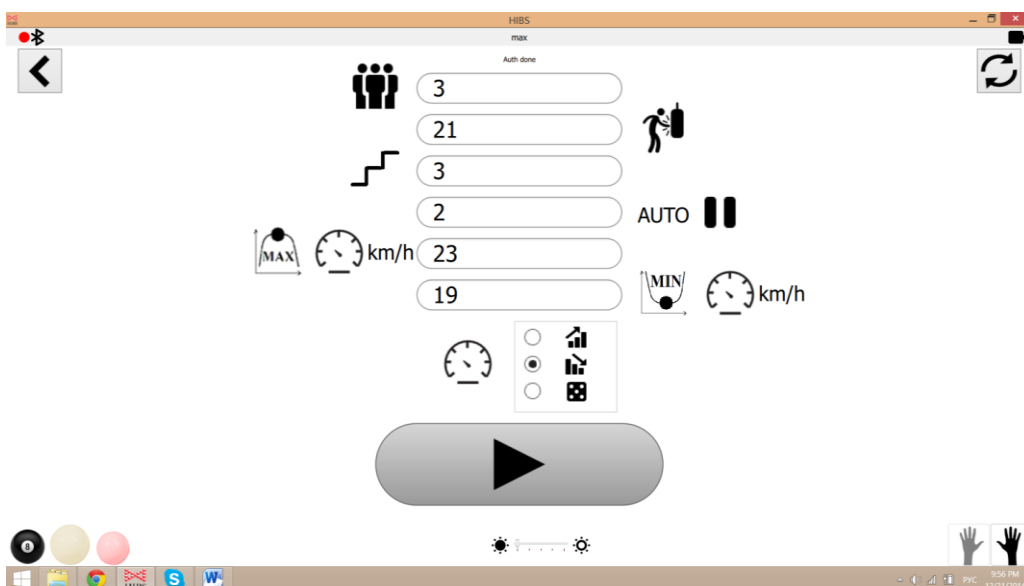 HIBS
max
Auth done
3
21
3
2
AUTO
MAX
km/h
23
19
MIN
km/h
8
РУС
9:56 PM